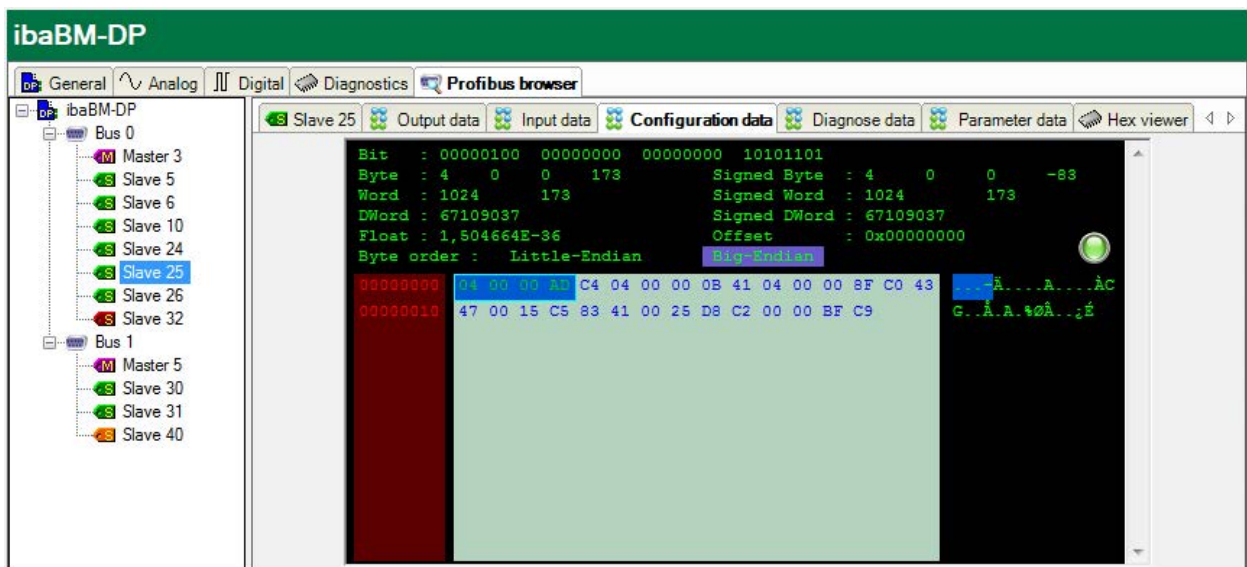 ibaBM-DP
General Analog Digital Diagnostics Profibus browser
ibaBM-DP
Bus 0
Master 3
Slave 5
Slave 6
Slave 10
Slave 24
Slave 25
Slave 26
Slave 32
Bus 1
Master 5
Slave 30
Slave 31
Slave 40
Slave 25 Output data Input data Configuration data Diagnose data Parameter data Hex viewer
Bit : 00000100 00000000 00000000 10101101
Byte : 4 0 0 173 Signed Byte : 4 0 0 -83
Word : 1024 173 Signed Word : 1024 173
DWord : 67109037 Signed DWord : 67109037
Float : 1,504664E-36 Offset : 0x00000000
Byte order : Little-Endian Big-Endian
00000000 04 00 00 AD C4 04 00 00 0B 41 04 00 00 8F C0 43 ...-Ä....A....ÀC
00000010 47 00 15 C5 83 41 00 25 D8 C2 00 00 BF C9 G..Å.A.%ØÂ..¿É